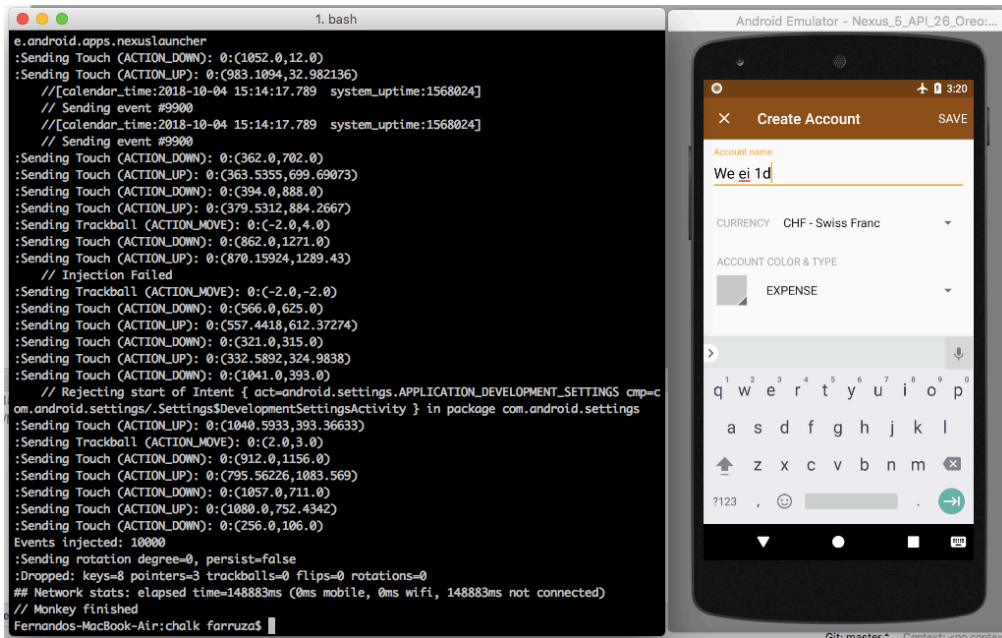 1. bash
e.android.apps.nexuslauncher
:Sending Touch (ACTION_DOWN): 0:(1052.0,12.0)
:Sending Touch (ACTION_UP): 0:(983.1094,32.982136)
//[calendar_time:2018-10-04 15:14:17.789 system_uptime:1568024]
// Sending event #9900
//[calendar_time:2018-10-04 15:14:17.789 system_uptime:1568024]
// Sending event #9900
:Sending Touch (ACTION_DOWN): 0:(362.0,702.0)
:Sending Touch (ACTION_UP): 0:(363.5355,699.69073)
:Sending Touch (ACTION_DOWN): 0:(394.0,888.0)
:Sending Touch (ACTION_UP): 0:(379.5312,884.2667)
:Sending Trackball (ACTION_MOVE): 0:(-2.0,4.0)
:Sending Touch (ACTION_DOWN): 0:(862.0,1271.0)
:Sending Touch (ACTION_UP): 0:(870.15924,1289.43)
// Injection Failed
:Sending Trackball (ACTION_MOVE): 0:(-2.0,-2.0)
:Sending Touch (ACTION_DOWN): 0:(566.0,625.0)
:Sending Touch (ACTION_UP): 0:(557.4418,612.37274)
:Sending Touch (ACTION_DOWN): 0:(321.0,315.0)
:Sending Touch (ACTION_UP): 0:(332.5892,324.9838)
:Sending Touch (ACTION_DOWN): 0:(1041.0,393.0)
// Rejecting start of Intent { act=android.settings.APPLICATION_DEVELOPMENT_SETTINGS cmp=c
om.android.settings/.Settings$DevelopmentSettingsActivity } in package com.android.settings
:Sending Touch (ACTION_UP): 0:(1040.5933,393.36633)
:Sending Trackball (ACTION_MOVE): 0:(2.0,3.0)
:Sending Touch (ACTION_DOWN): 0:(912.0,1156.0)
:Sending Touch (ACTION_UP): 0:(795.56226,1083.569)
:Sending Touch (ACTION_DOWN): 0:(1057.0,711.0)
:Sending Touch (ACTION_UP): 0:(1080.0,752.4342)
:Sending Touch (ACTION_DOWN): 0:(256.0,106.0)
Events injected: 10000
:Sending rotation degree=0, persist=false
:Dropped: keys=8 pointers=3 trackballs=0 flips=0 rotations=0
## Network stats: elapsed time=148883ms (0ms mobile, 0ms wifi, 148883ms not connected)
// Monkey finished
Fernandos-MacBook-Air:chalk farruza$
Android Emulator - Nexus_5_API_26_Oreo:...
3:20
Create Account
SAVE
Account name
We ei 1d
CURRENCY CHF - Swiss Franc
ACCOUNT COLOR & TYPE
EXPENSE
q1 w2 e3 r4 t5 y6 u7 i8 o9 p0
a s d f g h j k l
z x c v b n m
?123 , .
Git: master